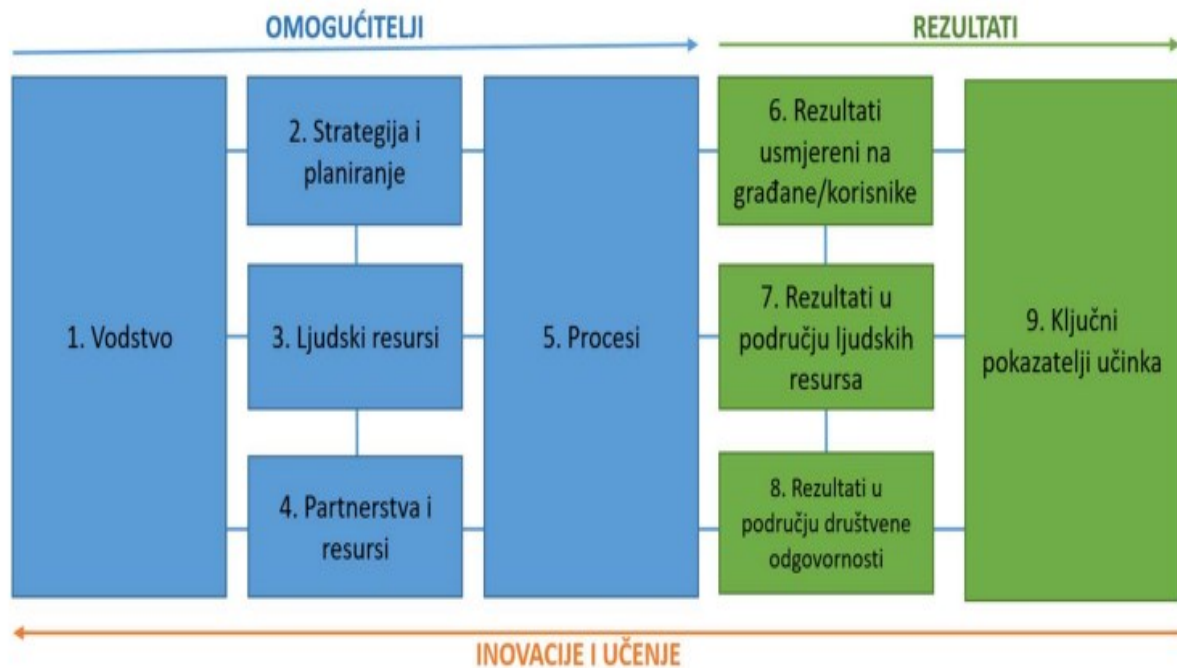 OMOGUĆITELJI
REZULTATI
1. Vodstvo
2. Strategija i
planiranje
3. Ljudski resursi
4. Partnerstva i
resursi
5. Procesi
6. Rezultati
usmjereni na
građane/korisnike
7. Rezultati u
području ljudskih
resursa
8. Rezultati u
području društvene
odgovornosti
9. Ključni
pokazatelji učinka
INOVACIJE I UČENJE